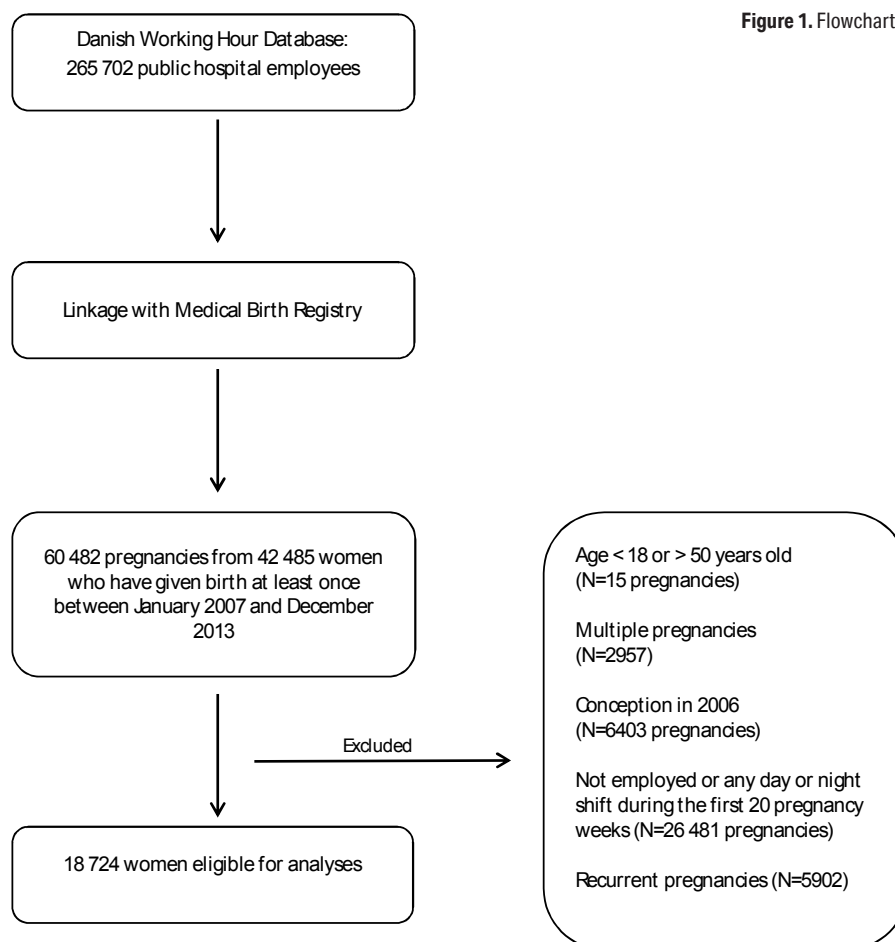 Figure 1. Flowchart
Danish Working Hour Database:
265 702 public hospital employees
Linkage with Medical Birth Registry
60 482 pregnancies from 42 485 women
who have given birth at least once
between January 2007 and December
2013
Excluded
Age < 18 or > 50 years old
(N=15 pregnancies)
Multiple pregnancies
(N=2957)
Conception in 2006
(N=6403 pregnancies)
Not employed or any day or night
shift during the first 20 pregnancy
weeks (N=26 481 pregnancies)
Recurrent pregnancies (N=5902)
18 724 women eligible for analyses